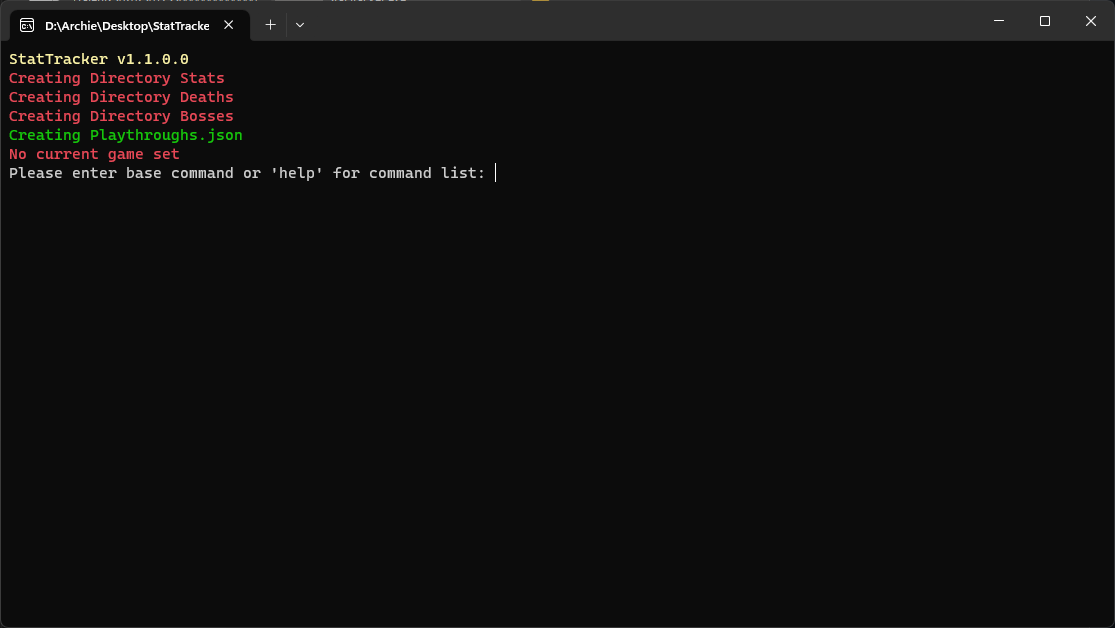 D:\Archie\Desktop\StatTracke
StatTracker v1.1.0.0
Creating Directory Stats
Creating Directory Deaths
Creating Directory Bosses
Creating Playthroughs.json
No current game set
Please enter base command or 'help' for command list: